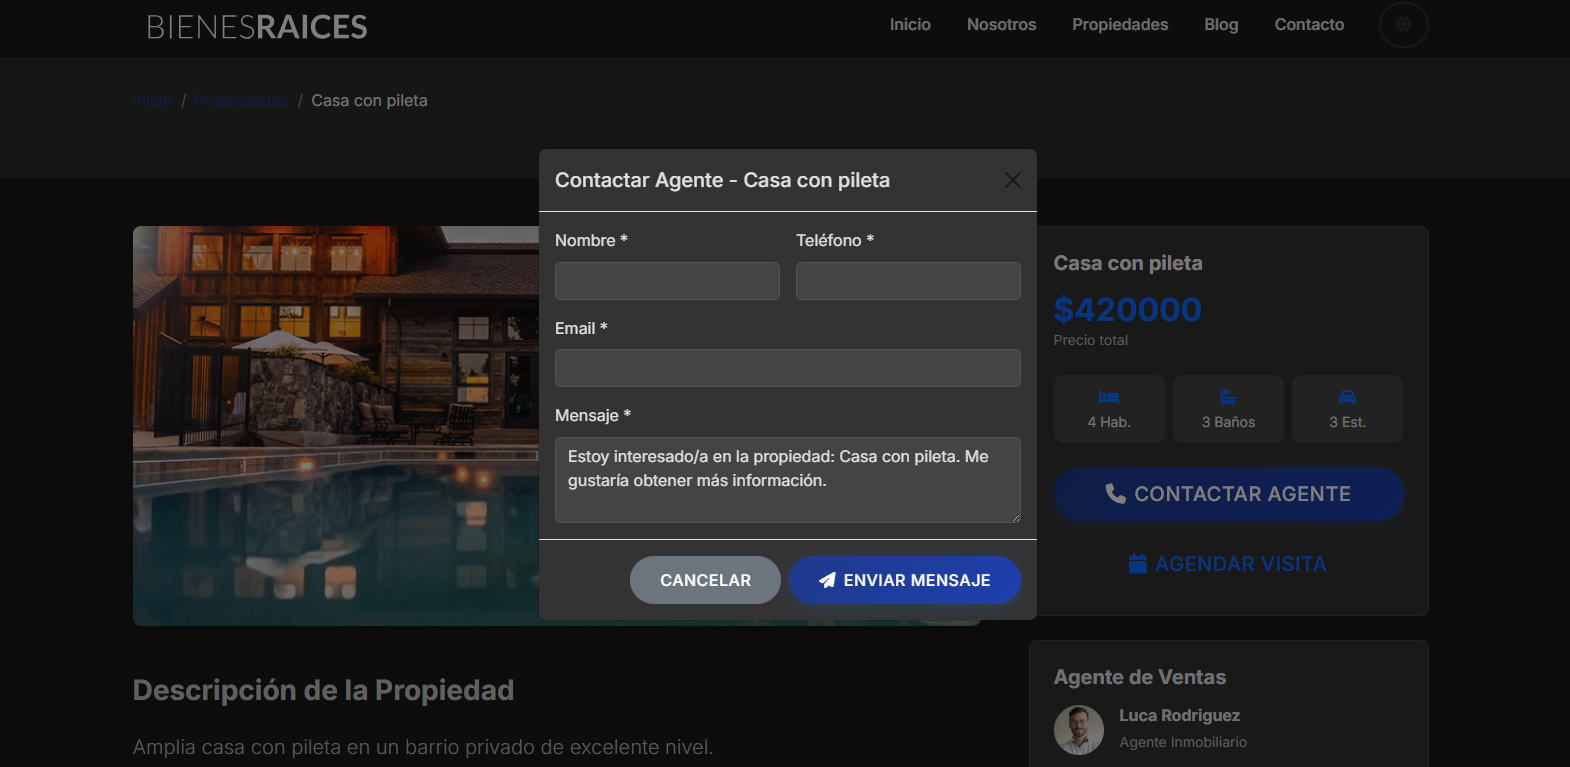 BIENESRAICES
Inicio Nosotros Propiedades Blog Contacto
Inicio / Propiedades / Casa con pileta
Contactar Agente - Casa con pileta
Nombre * Teléfono *
Email *
Mensaje *
Estoy interesado/a en la propiedad: Casa con pileta. Me
gustaría obtener más información.
CANCELAR ENVIAR MENSAJE
Casa con pileta
$420000
Precio total
4 Hab. 3 Baños 3 Est.
CONTACTAR AGENTE
AGENDAR VISITA
Descripción de la Propiedad
Amplia casa con pileta en un barrio privado de excelente nivel.
Agente de Ventas
Luca Rodriguez
Agente Inmobiliario